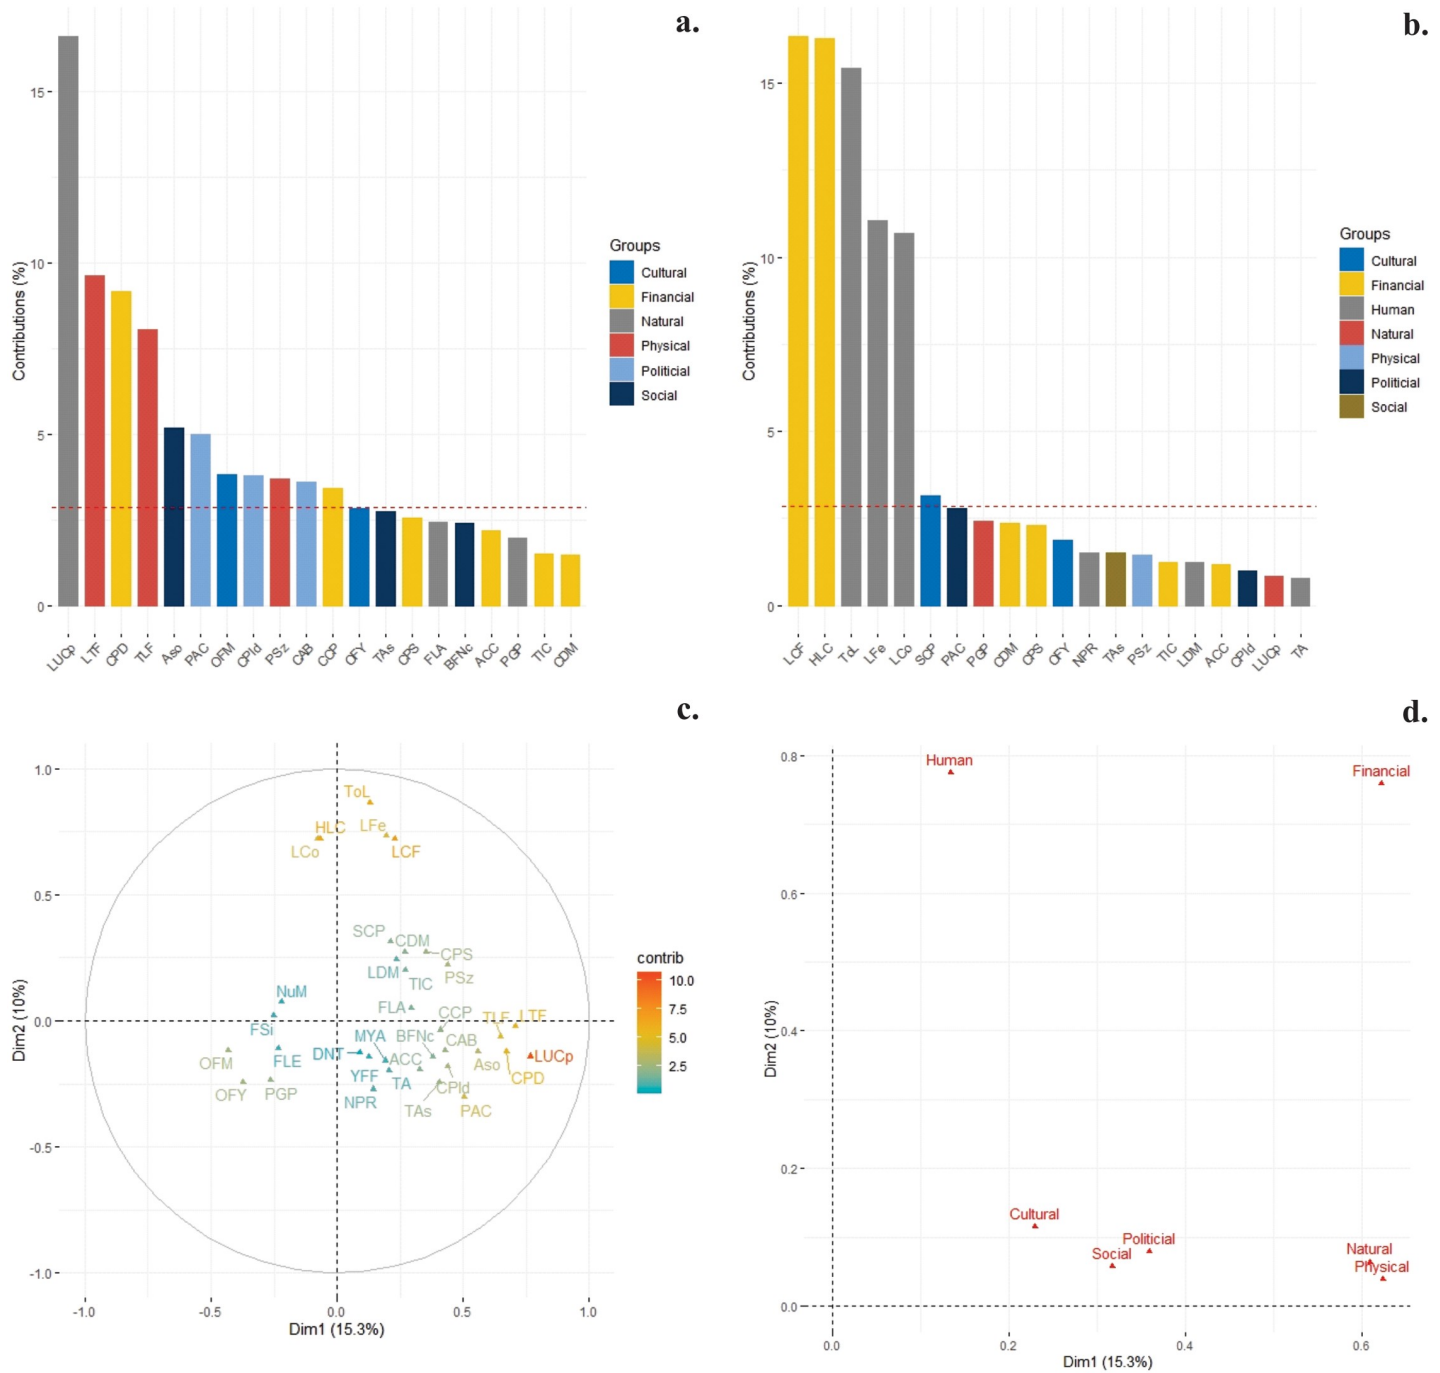 a.
Contributions (%)
15
10
5
0
LUCp LTF CPD TLF Aso PAC OFM CPld PSz CAB CCP OFY TAs CPS FLA BFNc ACC PGP TIC CDM
Groups
Cultural
Financial
Natural
Physical
Politicial
Social
b.
Contributions (%)
15
10
5
0
LCF HLC ToL LFe LCo SCP PAC PGP CDM CPS OFY NPR TAs PSz TIC LDM ACC CPld LUCp TA
Groups
Cultural
Financial
Human
Natural
Physical
Politicial
Social
c.
Dim2 (10%)
1.0
0.5
0.0
-0.5
-1.0
ToL
HLC LFe
LCo LCF
SCP CDM
CPS
LDM TIC PSz
NuM
FLA CCP TLF LTF
FSi
MYA BFNc CAB
OFM FLE DNT ACC Aso LUCp
YFF TA CPld CPD
OFY PGP NPR TAs PAC
-1.0 -0.5 0.0 0.5 1.0
Dim1 (15.3%)
contrib
10.0
7.5
5.0
2.5
d.
Dim2 (10%)
0.8
0.6
0.4
0.2
0.0
Human
Financial
Cultural
Politicial
Social
Natural
Physical
0.0 0.2 0.4 0.6
Dim1 (15.3%)